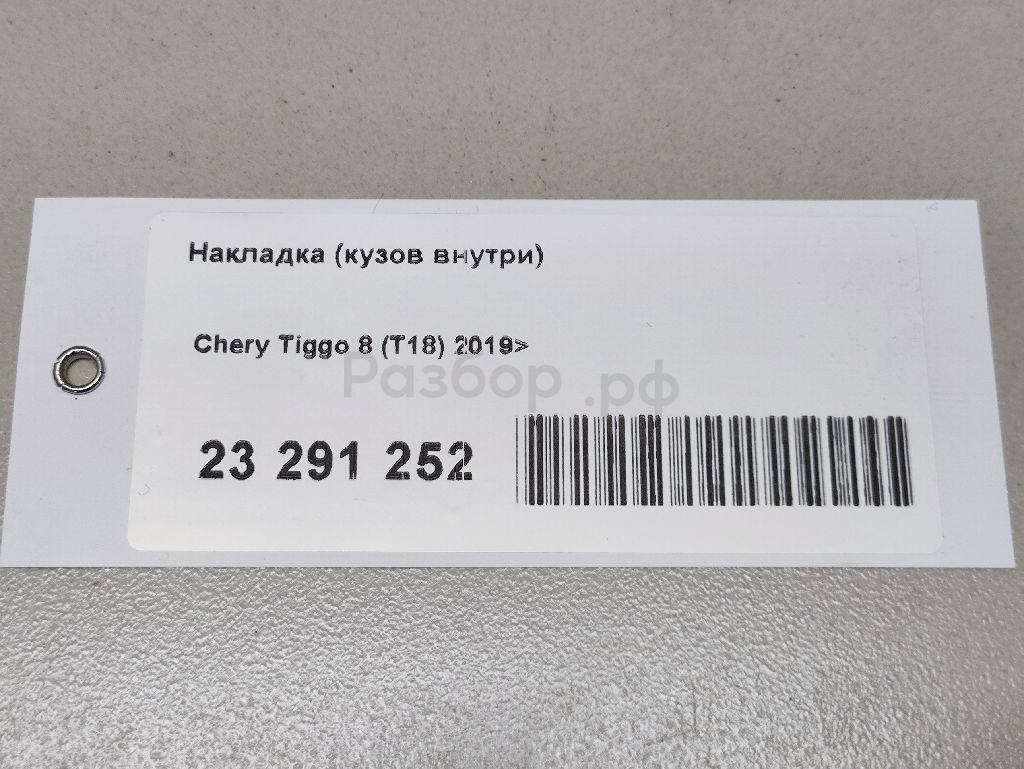 Накладка (кузов внутри)
Chery Tiggo 8 (T18) 2019>
Разбор.рф
23 291 252